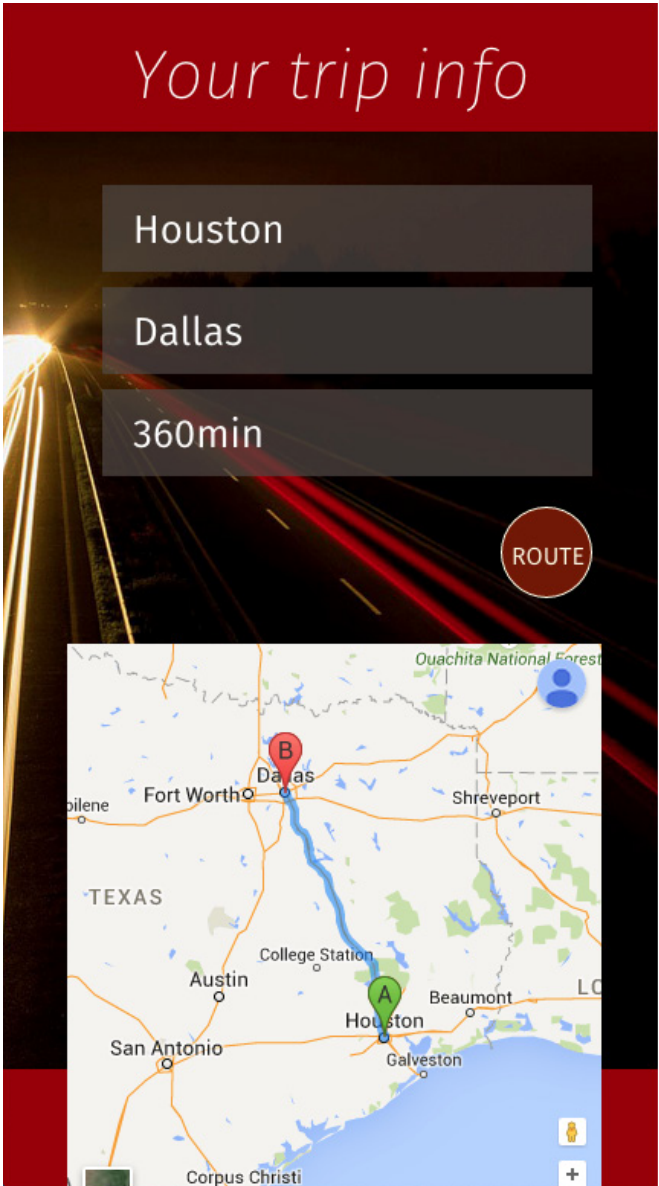 Your trip info
Houston
Dallas
360min
ROUTE
Ouachita National Forest
B
Dallas
Fort Worth
Shreveport
TEXAS
College Station
Austin
A
Beaumont
Houston
San Antonio
Galveston
Corpus Christi
+